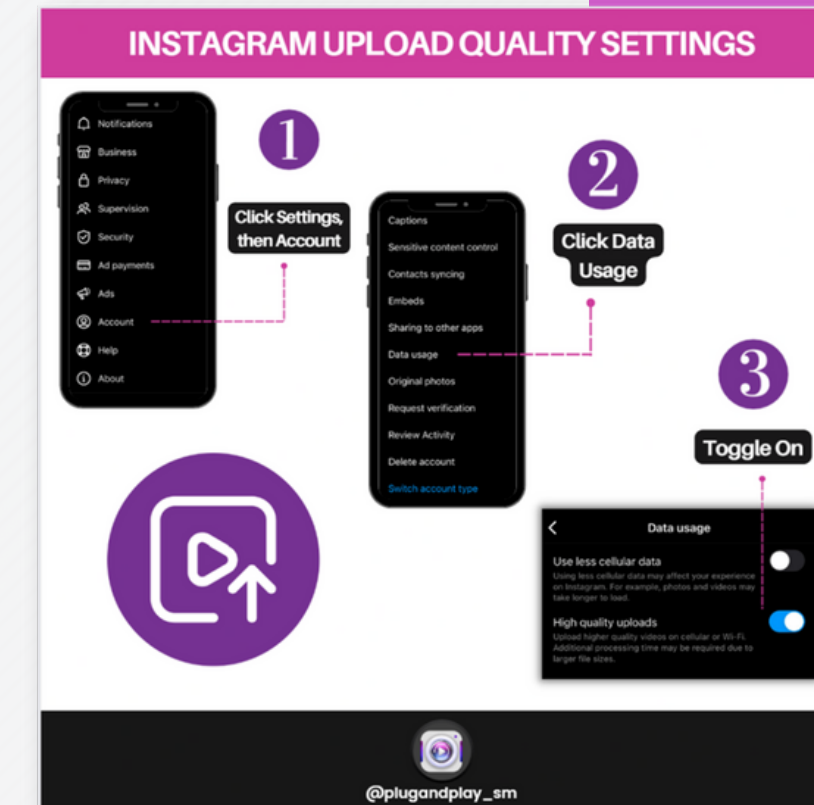 INSTAGRAM UPLOAD QUALITY SETTINGS
Notifications
Business
Privacy
Supervision
Security
Ad payments
Ads
Account
Help
About
1
Click Settings,
then Account
Captions
Sensitive content control
Contacts syncing
Embeds
Sharing to other apps
Data usage
Original photos
Request verification
Review Activity
Delete account
Switch account type
2
Click Data
Usage
3
Toggle On
Data usage
Use less cellular data
Using less cellular data may affect your experience
on Instagram. For example, photos and videos may
take longer to load.
High quality uploads
Upload higher quality videos on cellular or Wi-Fi.
Additional processing time may be required due to
larger file sizes.
@plugandplay_sm